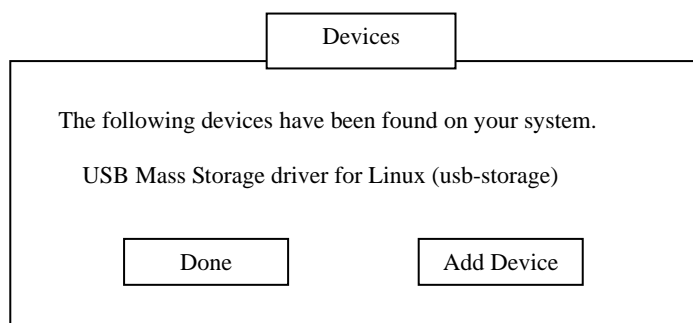 Devices
The following devices have been found on your system.
USB Mass Storage driver for Linux (usb-storage)
Done
Add Device